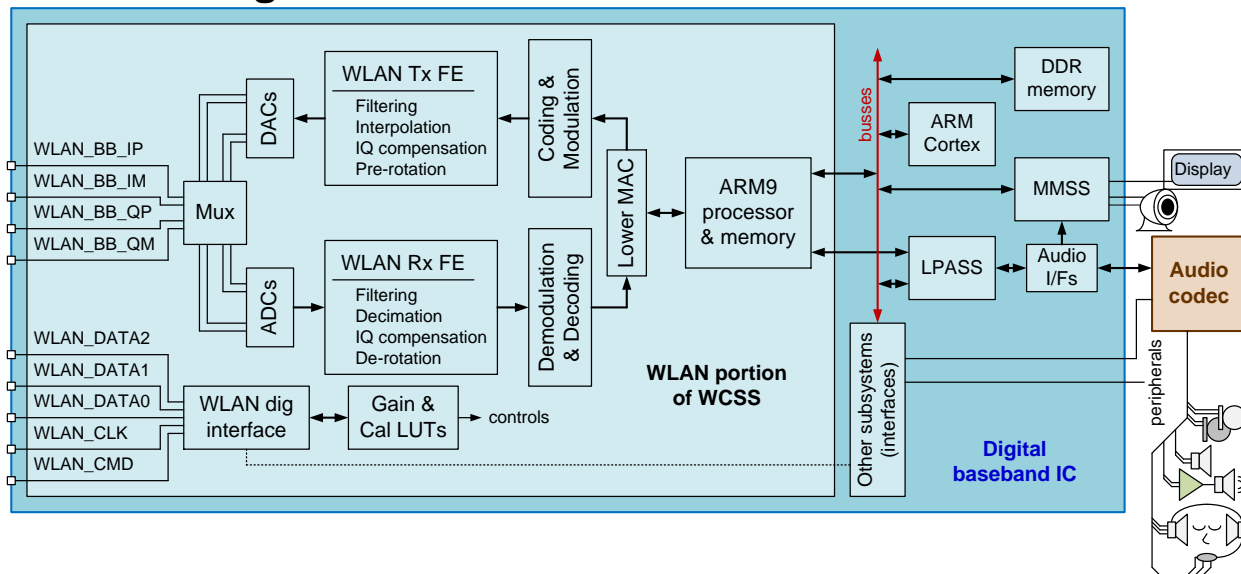 WLAN_BB_IP
WLAN_BB_IM
WLAN_BB_QP
WLAN_BB_QM
Mux
DACs
ADCs
WLAN Tx FE
Filtering
Interpolation
IQ compensation
Pre-rotation
Coding &
Modulation
WLAN Rx FE
Filtering
Decimation
IQ compensation
De-rotation
Demodulation
& Decoding
Lower MAC
ARM9
processor
& memory
WLAN_DATA2
WLAN_DATA1
WLAN_DATA0
WLAN_CLK
WLAN_CMD
WLAN dig
interface
Gain &
Cal LUTs
controls
WLAN portion
of WCSS
busses
DDR
memory
ARM
Cortex
MMSS
LPASS
Audio
I/Fs
Other subsystems
(interfaces)
Digital
baseband IC
Display
Audio
codec
peripherals